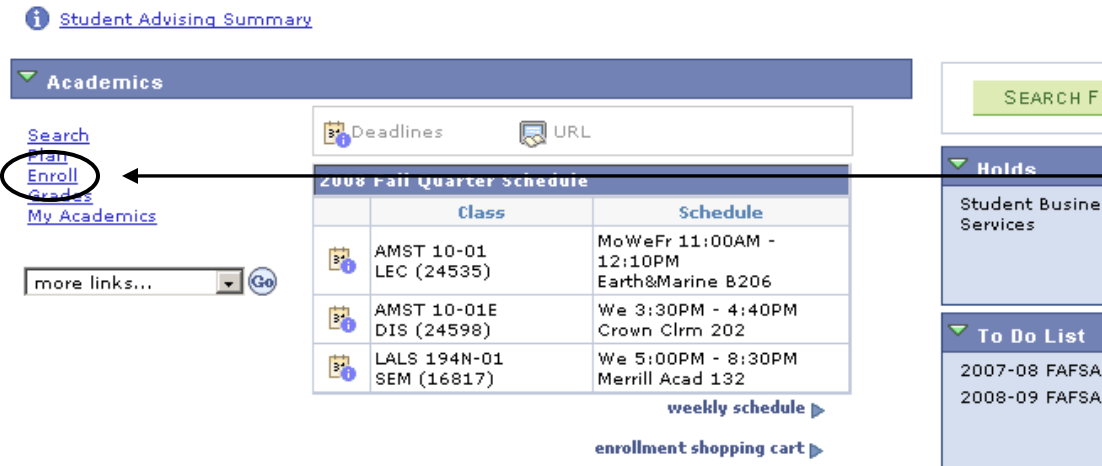 Student Advising Summary
Academics
Search
Plan
Enroll
Grades
My Academics
more links...
Go
Deadlines
URL
2008 Fall Quarter Schedule
Class Schedule
AMST 10-01
LEC (24535)
MoWeFr 11:00AM -
12:10PM
Earth&Marine B206
AMST 10-01E
DIS (24598)
We 3:30PM - 4:40PM
Crown Clrm 202
LALS 194N-01
SEM (16817)
We 5:00PM - 8:30PM
Merrill Acad 132
weekly schedule
enrollment shopping cart
SEARCH F
Holds
Student Busine
Services
To Do List
2007-08 FAFSA
2008-09 FAFSA